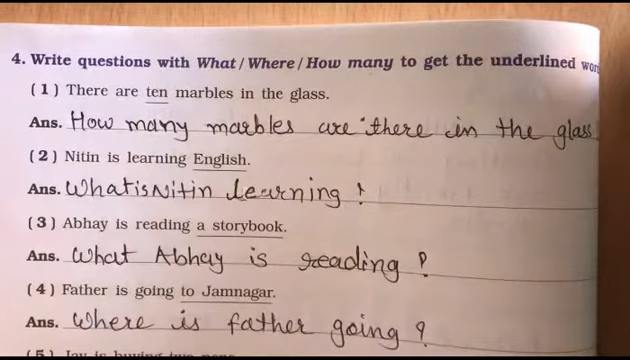 4. Write questions with What / Where / How many to get the underlined
( 1 ) There are ten marbles in the glass.
Ans. How many marbles are there in the glass
( 2 ) Nitin is learning English.
Ans. What is Nitin learning ?
( 3 ) Abhay is reading a storybook.
Ans. What Abhay is reading ?
( 4 ) Father is going to Jamnagar.
Ans. Where is father going ?